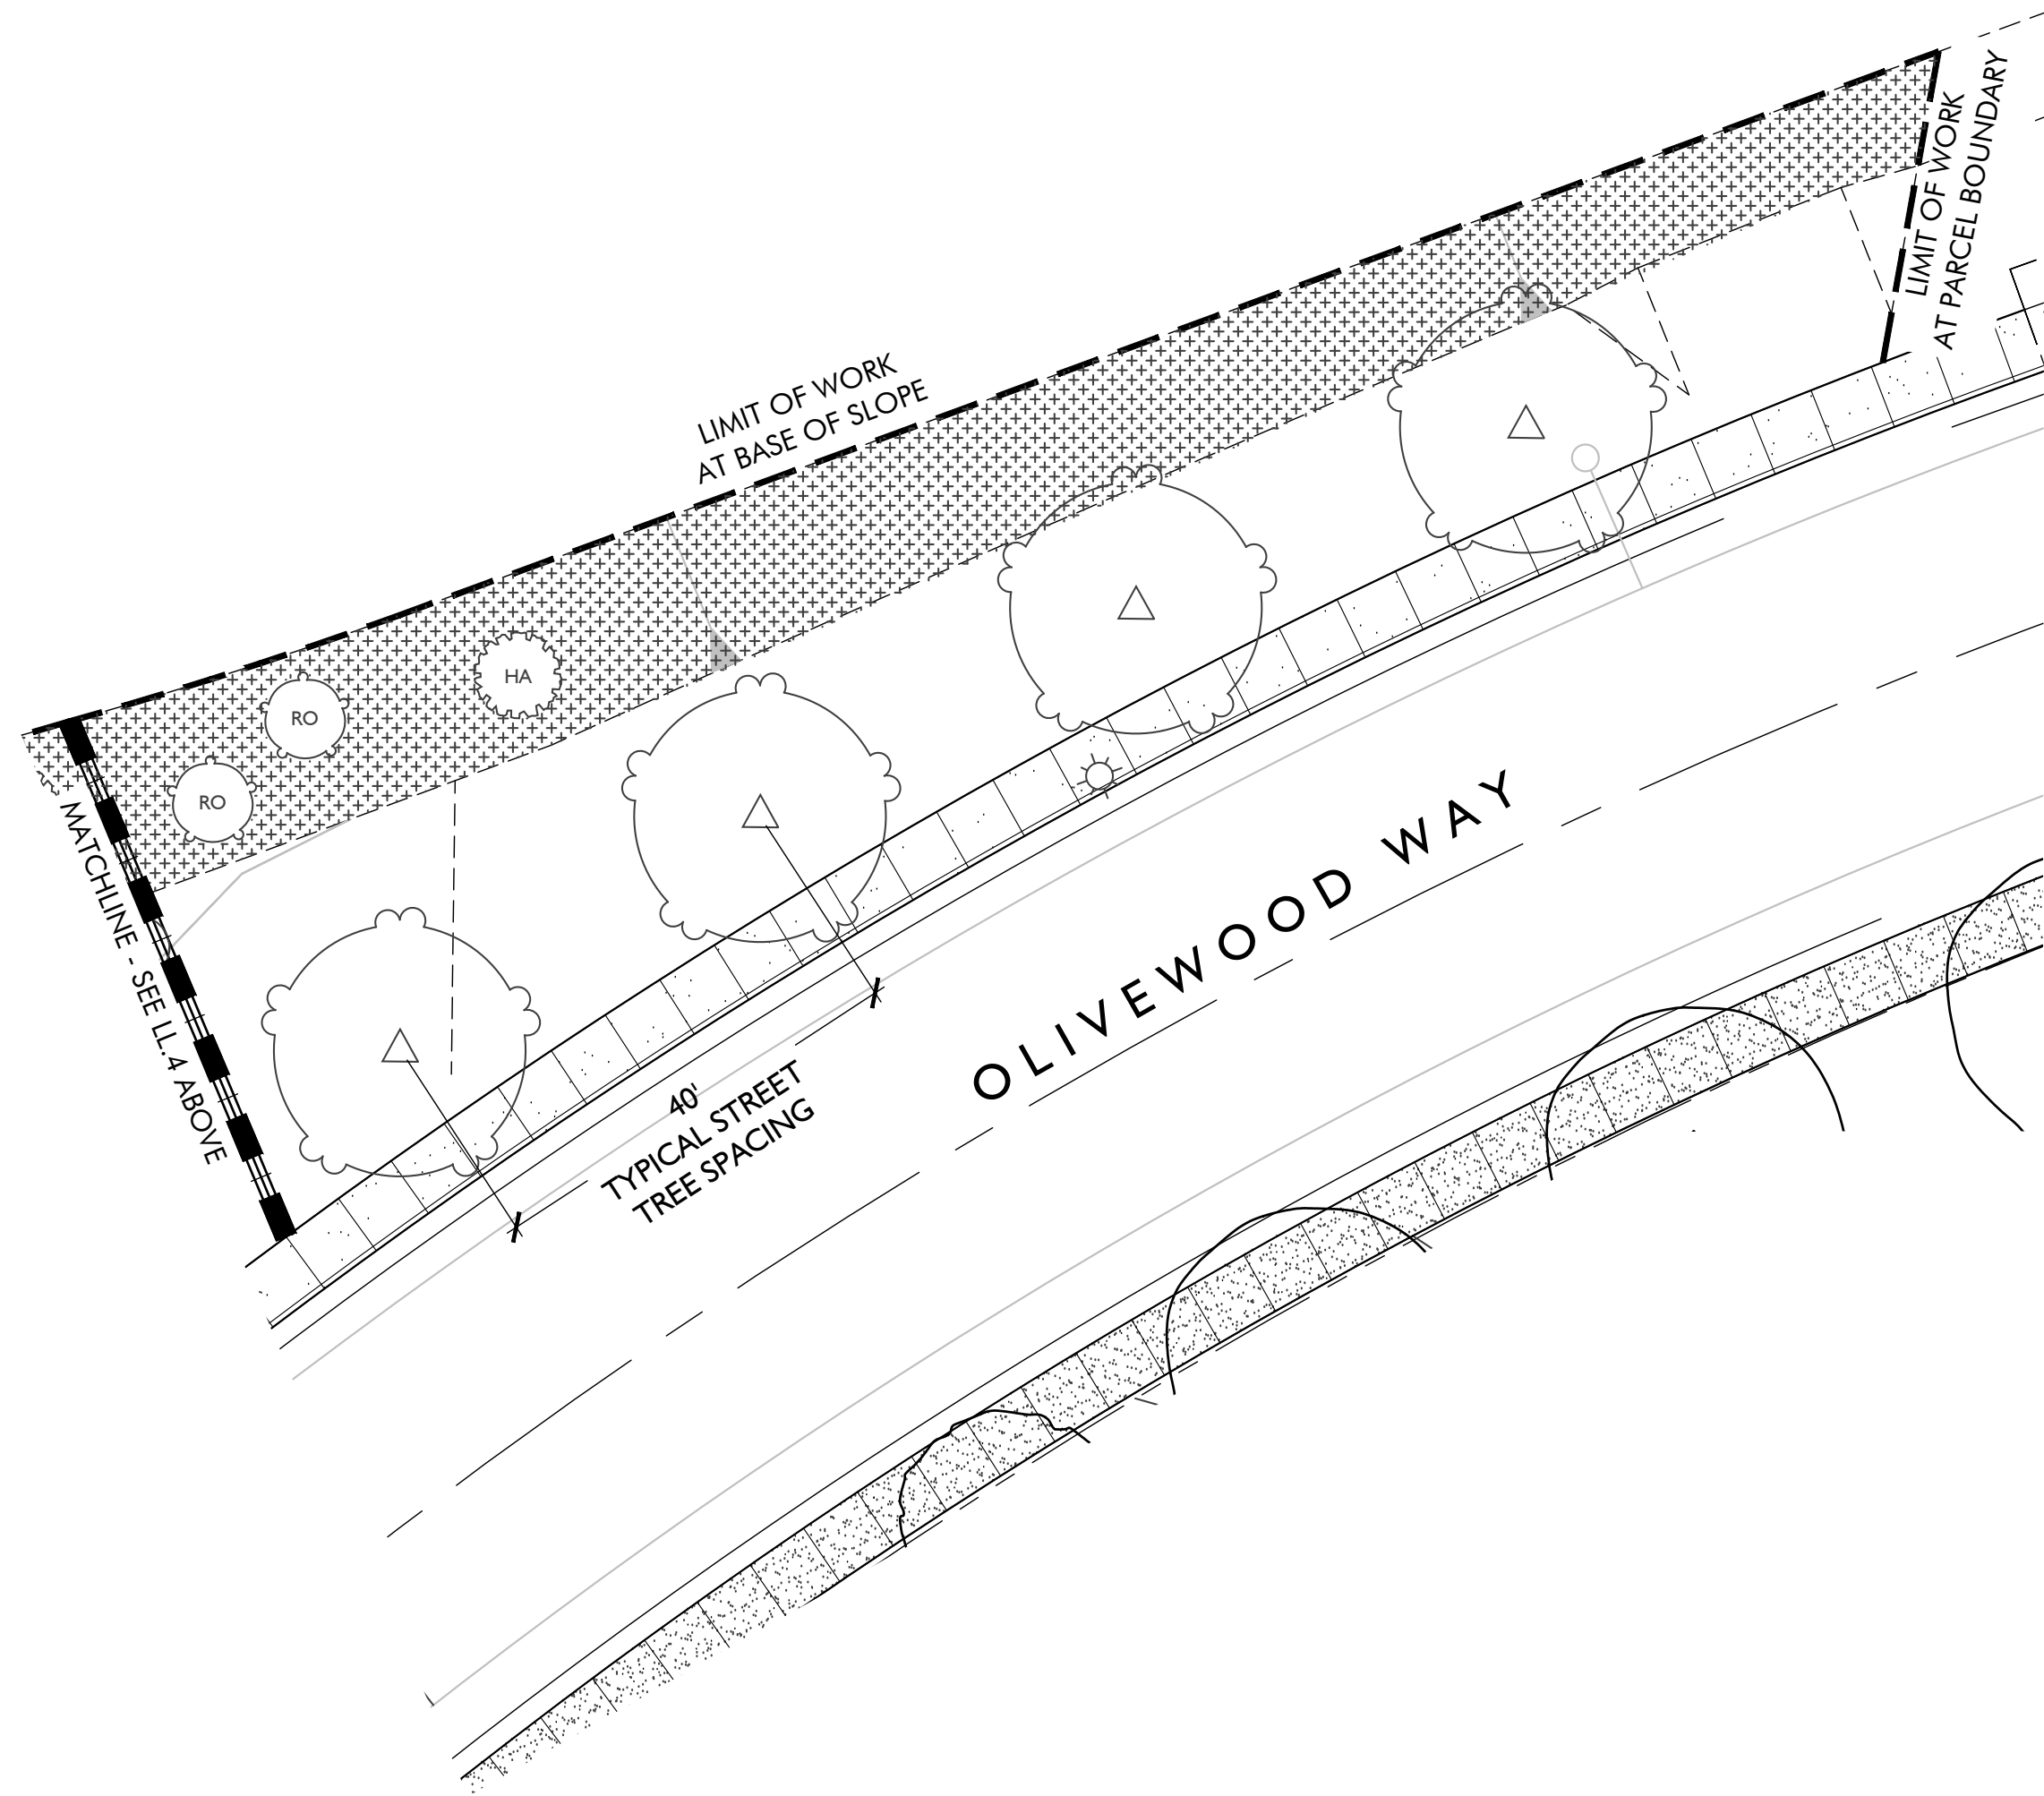 LIMIT OF WORK
AT PARCEL BOUNDARY
LIMIT OF WORK
AT BASE OF SLOPE
HA
RO
RO
MATCHLINE - SEE LL.4 ABOVE
OLIVEWOOD WAY
40'
TYPICAL STREET
TREE SPACING